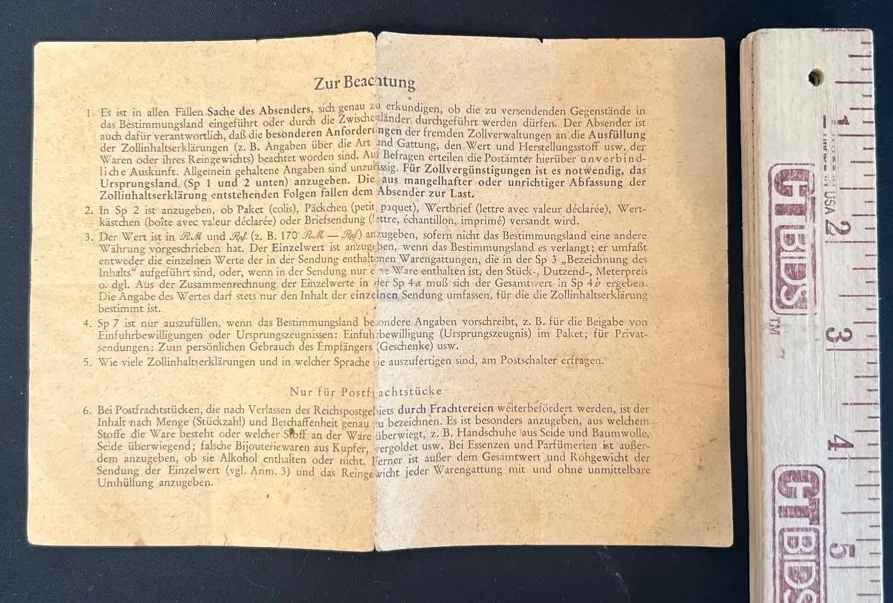 Zur Beachtung
1. Es ist in allen Fällen Sache des Absenders, sich genau zu erkundigen, ob die zu versendenden Gegenstände in
das Bestimmungsland eingeführt oder durch die Zwischenländer durchgeführt werden dürfen. Der Absender ist
auch dafür verantwortlich, daß die besonderen Anforderungen der fremden Zollverwaltungen an die Ausfüllung
der Zollinhaltserklärungen (z. B. Angaben über die Art und Gattung, den Wert und Herstellungsstoff usw. der
Waren oder ihres Reingewichts) beachtet worden sind. Auf Befragen erteilen die Postämter hierüber unverbind-
liche Auskunft. Allgemein gehaltene Angaben sind unzulässig. Für Zollvergünstigungen ist es notwendig, das
Ursprungsland (Sp 1 und 2 unten) anzugeben. Die aus mangelhafter oder unrichtiger Abfassung der
Zollinhaltserklärung entstehenden Folgen fallen dem Absender zur Last.
2. In Sp 2 ist anzugeben, ob Paket (colis), Päckchen (petit paquet), Wertbrief (lettre avec valeur déclarée), Wert-
kästchen (boîte avec valeur déclarée) oder Briefsendung (lettre, échantillon, imprimé) versandt wird.
3. Der Wert ist in RM und Rpf (z. B. 170 RM — Rpf) anzugeben, sofern nicht das Bestimmungsland eine andere
Währung vorgeschrieben hat. Der Einzelwert ist anzugeben, wenn das Bestimmungsland es verlangt; er umfaßt
entweder die einzelnen Werte der in der Sendung enthaltenen Warengattungen, die in der Sp 3 „Bezeichnung des
Inhalts“ aufgeführt sind, oder, wenn in der Sendung nur eine Ware enthalten ist, den Stück-, Dutzend-, Meterpreis
o. dgl. Aus der Zusammenrechnung der Einzelwerte in der Sp 4a muß sich der Gesamtwert in Sp 4b ergeben.
Die Angabe des Wertes darf stets nur den Inhalt der einzelnen Sendung umfassen, für die die Zollinhaltserklärung
bestimmt ist.
4. Sp 7 ist nur auszufüllen, wenn das Bestimmungsland besondere Angaben vorschreibt, z. B. für die Beigabe von
Einfuhrbewilligungen oder Ursprungszeugnissen: Einfuhrbewilligung (Ursprungszeugnis) im Paket; für Privat-
sendungen: Zum persönlichen Gebrauch des Empfängers (Geschenke) usw.
5. Wie viele Zollinhaltserklärungen und in welcher Sprache sie auszufertigen sind, am Postschalter erfragen.
Nur für Postfrachtstücke
6. Bei Postfrachtstücken, die nach Verlassen des Reichspostgebiets durch Frachtereien weiterbefördert werden, ist der
Inhalt nach Menge (Stückzahl) und Beschaffenheit genau zu bezeichnen. Es ist besonders anzugeben, aus welchem
Stoffe die Ware besteht oder welcher Stoff an der Ware überwiegt, z. B. Handschuhe aus Seide und Baumwolle,
Seide überwiegend; falsche Bijouteriewaren aus Kupfer, vergoldet usw. Bei Essenzen und Parfümerien ist außer-
dem anzugeben, ob sie Alkohol enthalten oder nicht. Ferner ist außer dem Gesamtwert und Rohgewicht der
Sendung der Einzelwert (vgl. Anm. 3) und das Reingewicht jeder Warengattung mit und ohne unmittelbare
Umhüllung anzugeben.
1
2
3
4
5
USA
GT BIDS
TM
GT BIDS